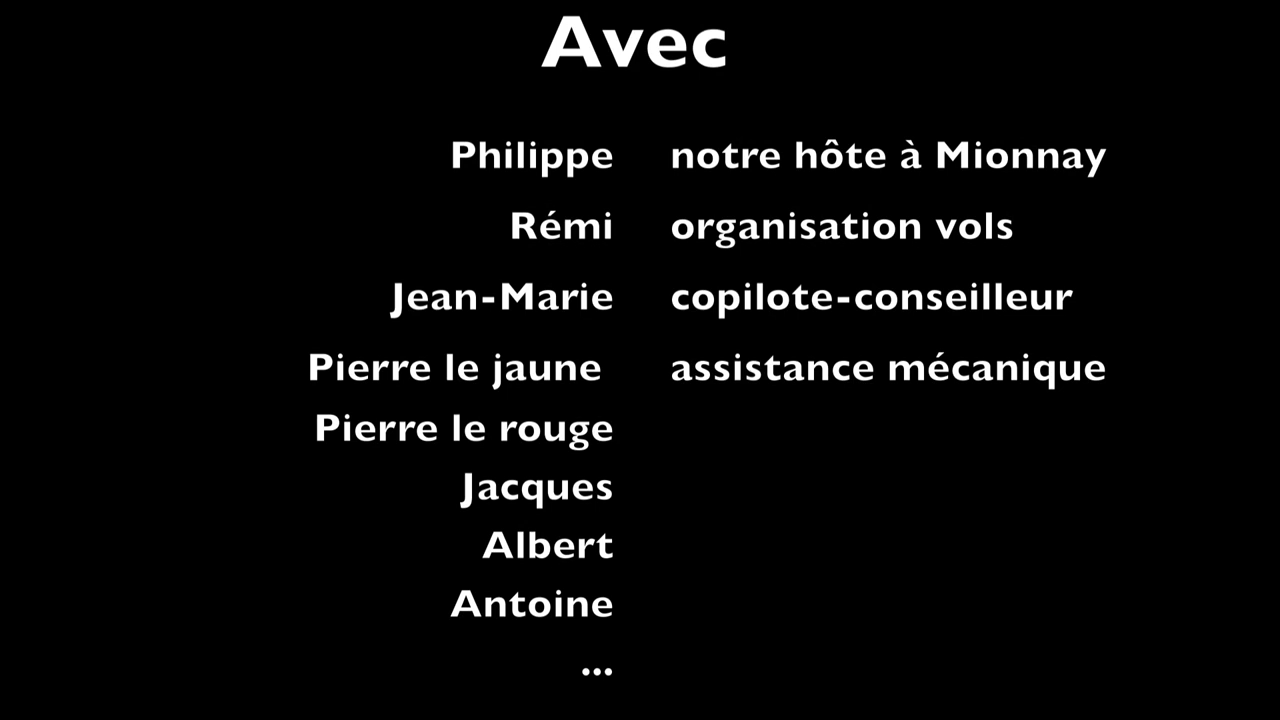 Avec
Philippe notre hôte à Mionnay
Rémi organisation vols
Jean-Marie copilote-conseilleur
Pierre le jaune assistance mécanique
Pierre le rouge
Jacques
Albert
Antoine
...